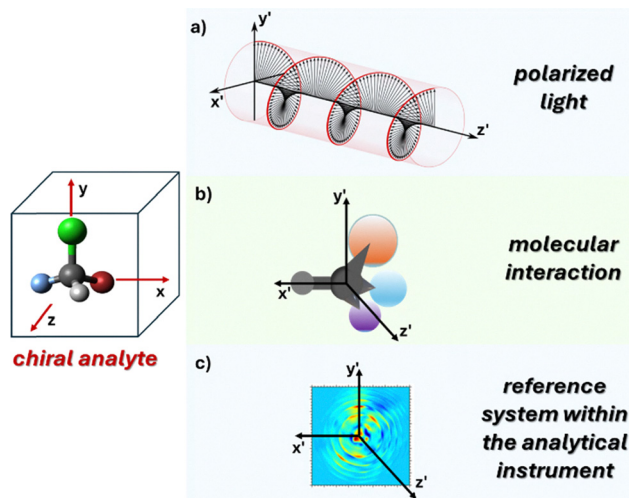 a)
y'
x'
z'
polarized
light
y
x
z
chiral analyte
b)
y'
x'
z'
molecular
interaction
c)
y'
x'
z'
reference
system within
the analytical
instrument